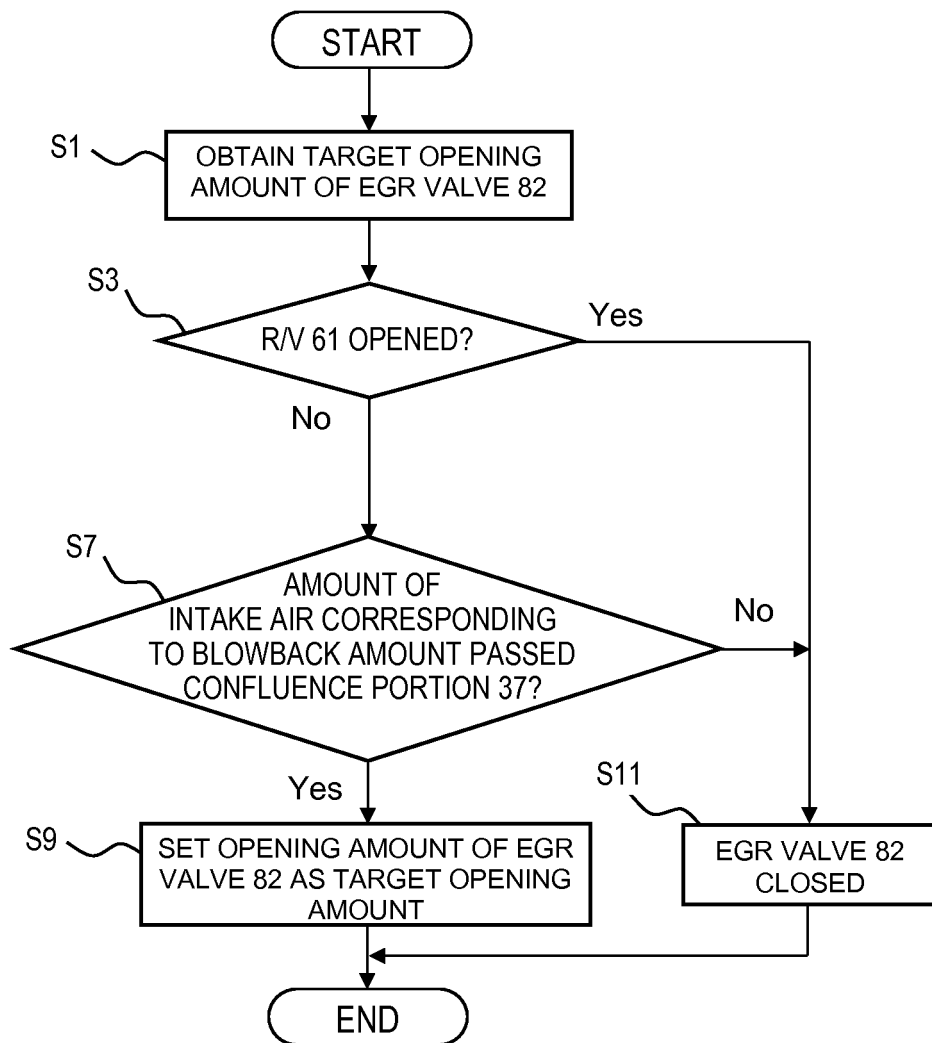 START
S1
OBTAIN TARGET OPENING
AMOUNT OF EGR VALVE 82
S3
R/V 61 OPENED?
Yes
No
S7
AMOUNT OF
INTAKE AIR CORRESPONDING
TO BLOWBACK AMOUNT PASSED
CONFLUENCE PORTION 37?
No
Yes
S9
SET OPENING AMOUNT OF EGR
VALVE 82 AS TARGET OPENING
AMOUNT
S11
EGR VALVE 82
CLOSED
END